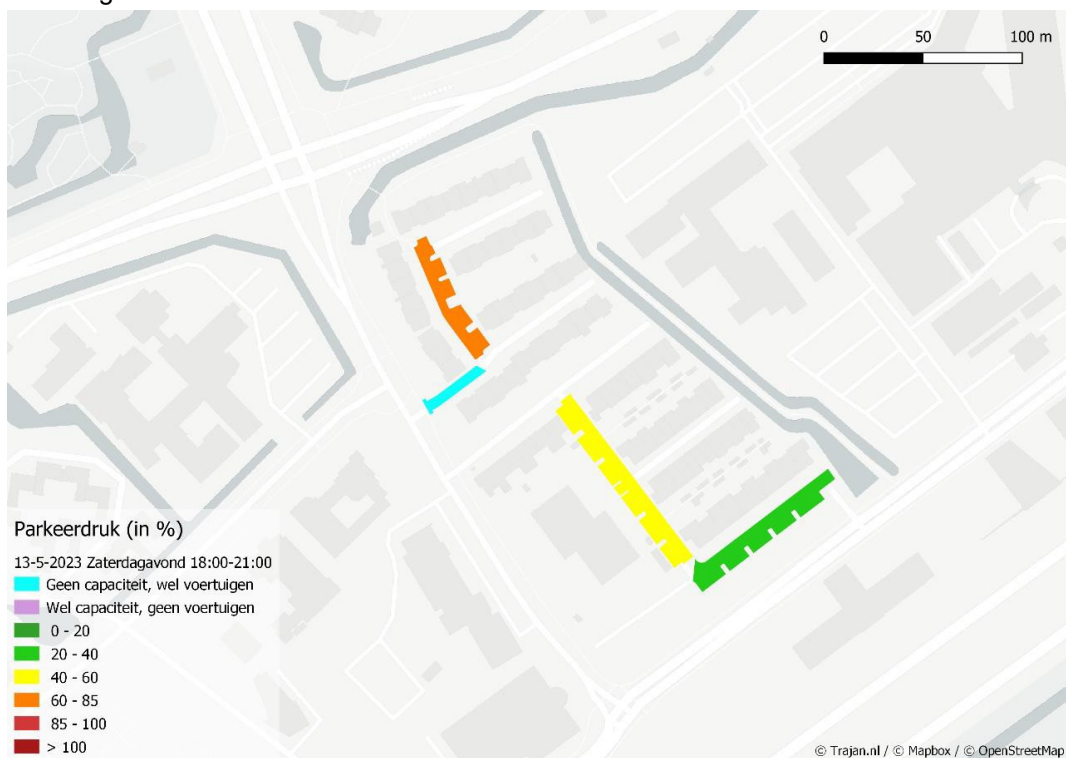 0 50 100 m
Parkeerdruk (in %)
13-5-2023 Zaterdagavond 18:00-21:00
Geen capaciteit, wel voertuigen
Wel capaciteit, geen voertuigen
0 - 20
20 - 40
40 - 60
60 - 85
85 - 100
> 100
© Trajan.nl / © Mapbox / © OpenStreetMap